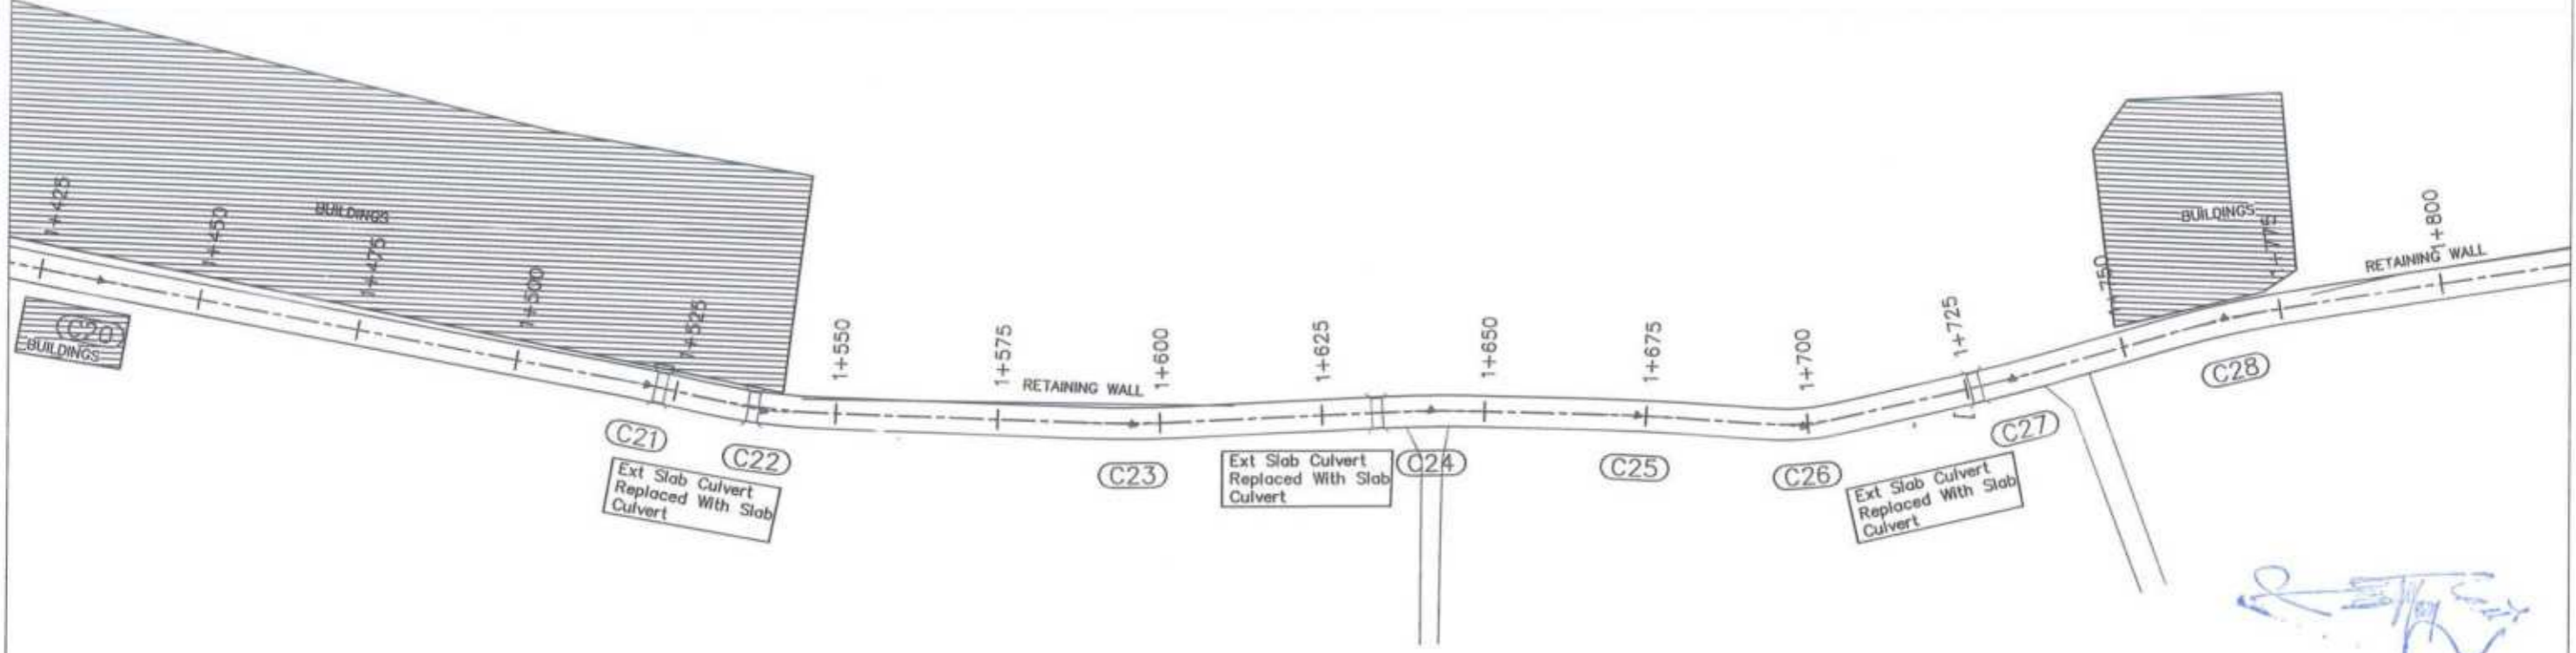 1+425
1+450
BUILDINGS
1+475
1+500
1+525
C20
BUILDINGS
C21
C22
Ext Slab Culvert
Replaced With Slab
Culvert
1+550
1+575
RETAINING WALL
1+600
1+625
1+650
1+675
1+700
1+725
C23
Ext Slab Culvert
Replaced With Slab
Culvert
C24
C25
C26
Ext Slab Culvert
Replaced With Slab
Culvert
C27
C28
BUILDINGS
1+775
1+800
RETAINING WALL